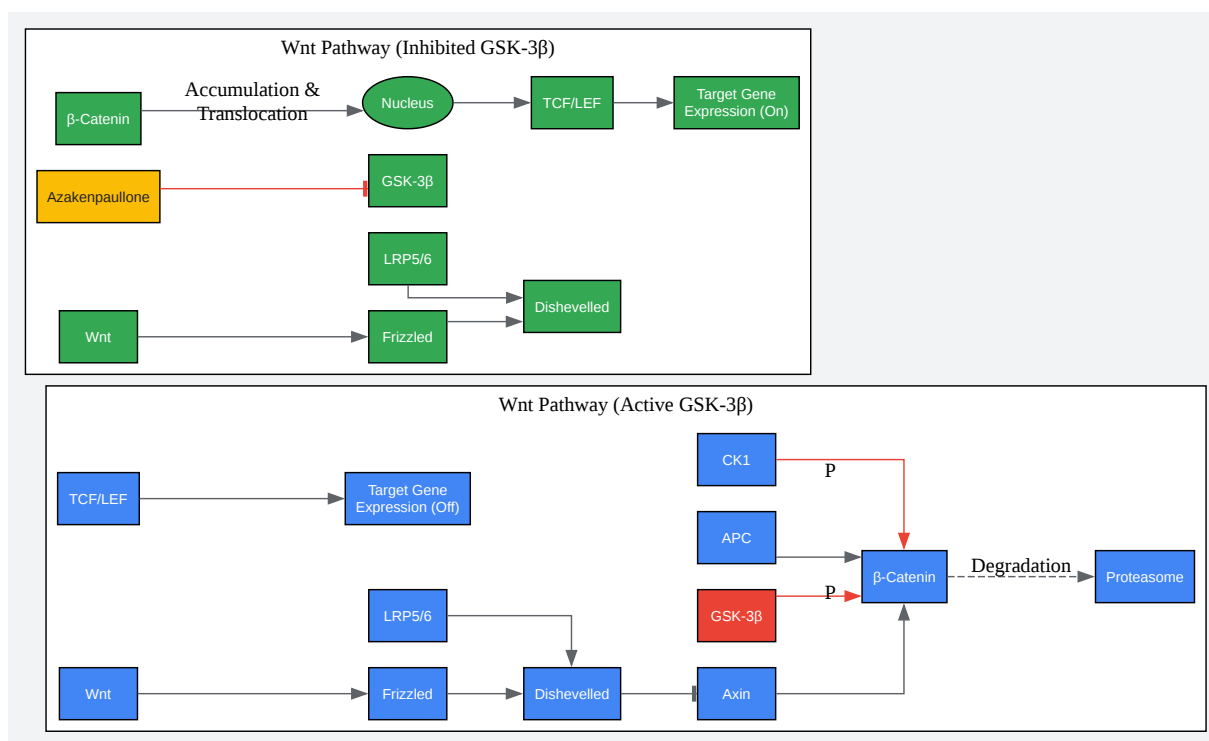 Wnt Pathway (Inhibited GSK-3β)
Accumulation &
Translocation
β-Catenin
Nucleus
TCF/LEF
Target Gene
Expression (On)
Azakenpaullone
GSK-3β
LRP5/6
Dishevelled
Wnt
Frizzled
Wnt Pathway (Active GSK-3β)
CK1
P
TCF/LEF
Target Gene
Expression (Off)
APC
β-Catenin
Degradation
Proteasome
GSK-3β
P
LRP5/6
Wnt
Frizzled
Dishevelled
Axin